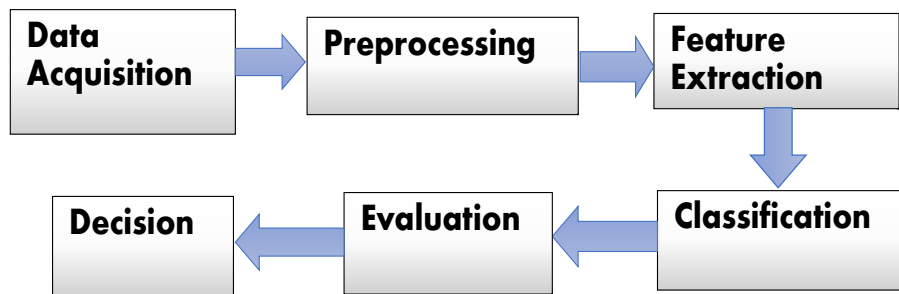 Data
Acquisition
Preprocessing
Feature
Extraction
Classification
Evaluation
Decision